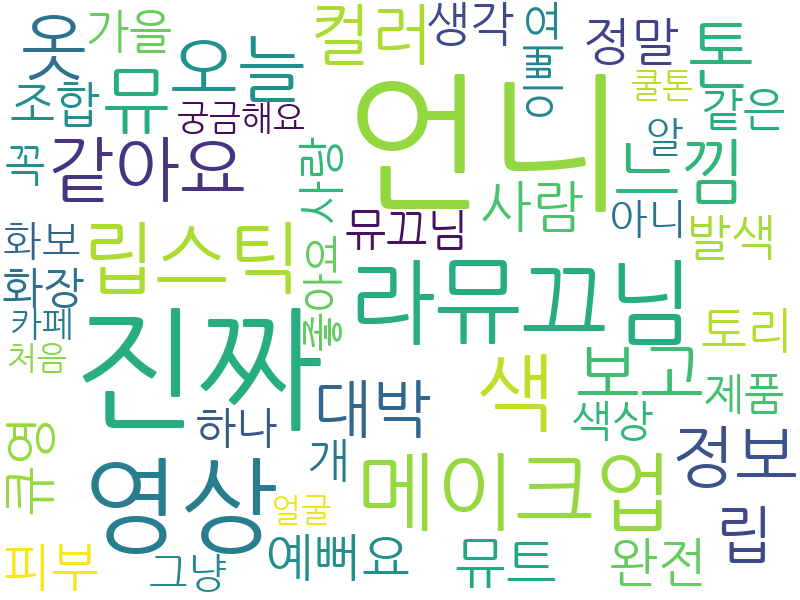 옷
가을
오늘
컬러
생각
여쁘이
정말
톤
조합
뮤
궁금해요
언니
쿨톤
같은
꼭
같아요
사랑
알
느낌
화보
립스틱
뮤끄님
사람
아니
발색
화장
좋아요
카페
처음
진짜
라뮤끄님
토리
색
보고
제품
대박
색상
하나
큐영
영상
개
메이크업
정보
얼굴
립
피부
그냥
예뻐요
뮤트
완전